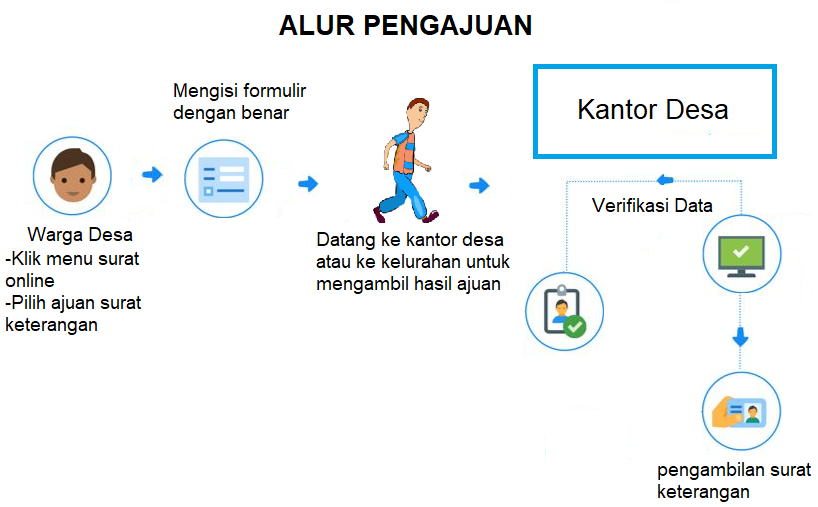 ALUR PENGAJUAN
Mengisi formulir
dengan benar
Kantor Desa
Warga Desa
-Klik menu surat
online
-Pilih ajuan surat
keterangan
Datang ke kantor desa
atau ke kelurahan untuk
mengambil hasil ajuan
Verifikasi Data
pengambilan surat
keterangan